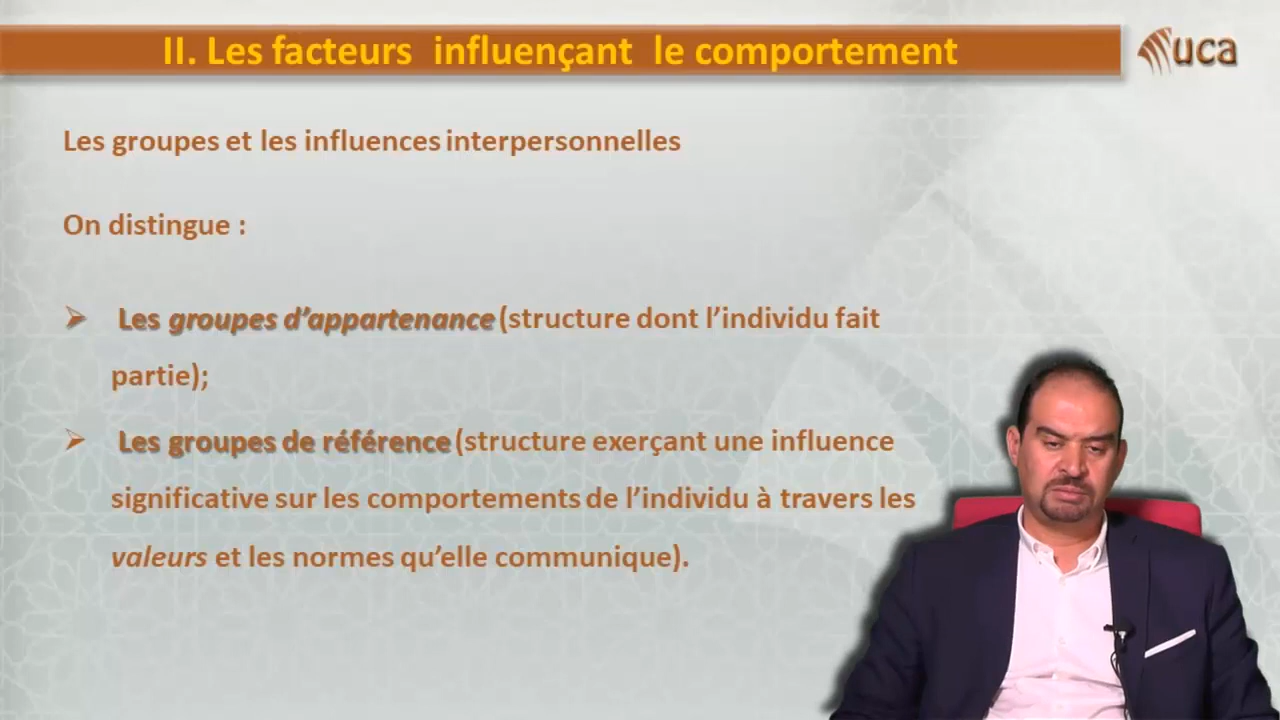 II. Les facteurs influençant le comportement
uca
Les groupes et les influences interpersonnelles
On distingue :
➢ Les groupes d’appartenance (structure dont l’individu fait
partie);
➢ Les groupes de référence (structure exerçant une influence
significative sur les comportements de l’individu à travers les
valeurs et les normes qu’elle communique).